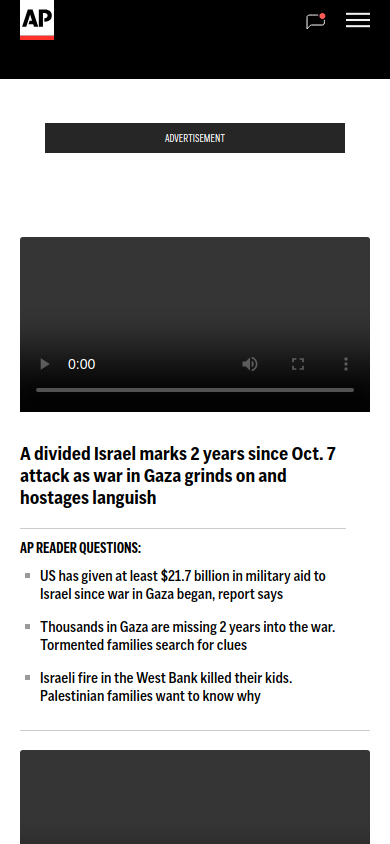 AP
ADVERTISEMENT
0:00
A divided Israel marks 2 years since Oct. 7
attack as war in Gaza grinds on and
hostages languish
AP READER QUESTIONS:
US has given at least $21.7 billion in military aid to
Israel since war in Gaza began, report says
Thousands in Gaza are missing 2 years into the war.
Tormented families search for clues
Israeli fire in the West Bank killed their kids.
Palestinian families want to know why